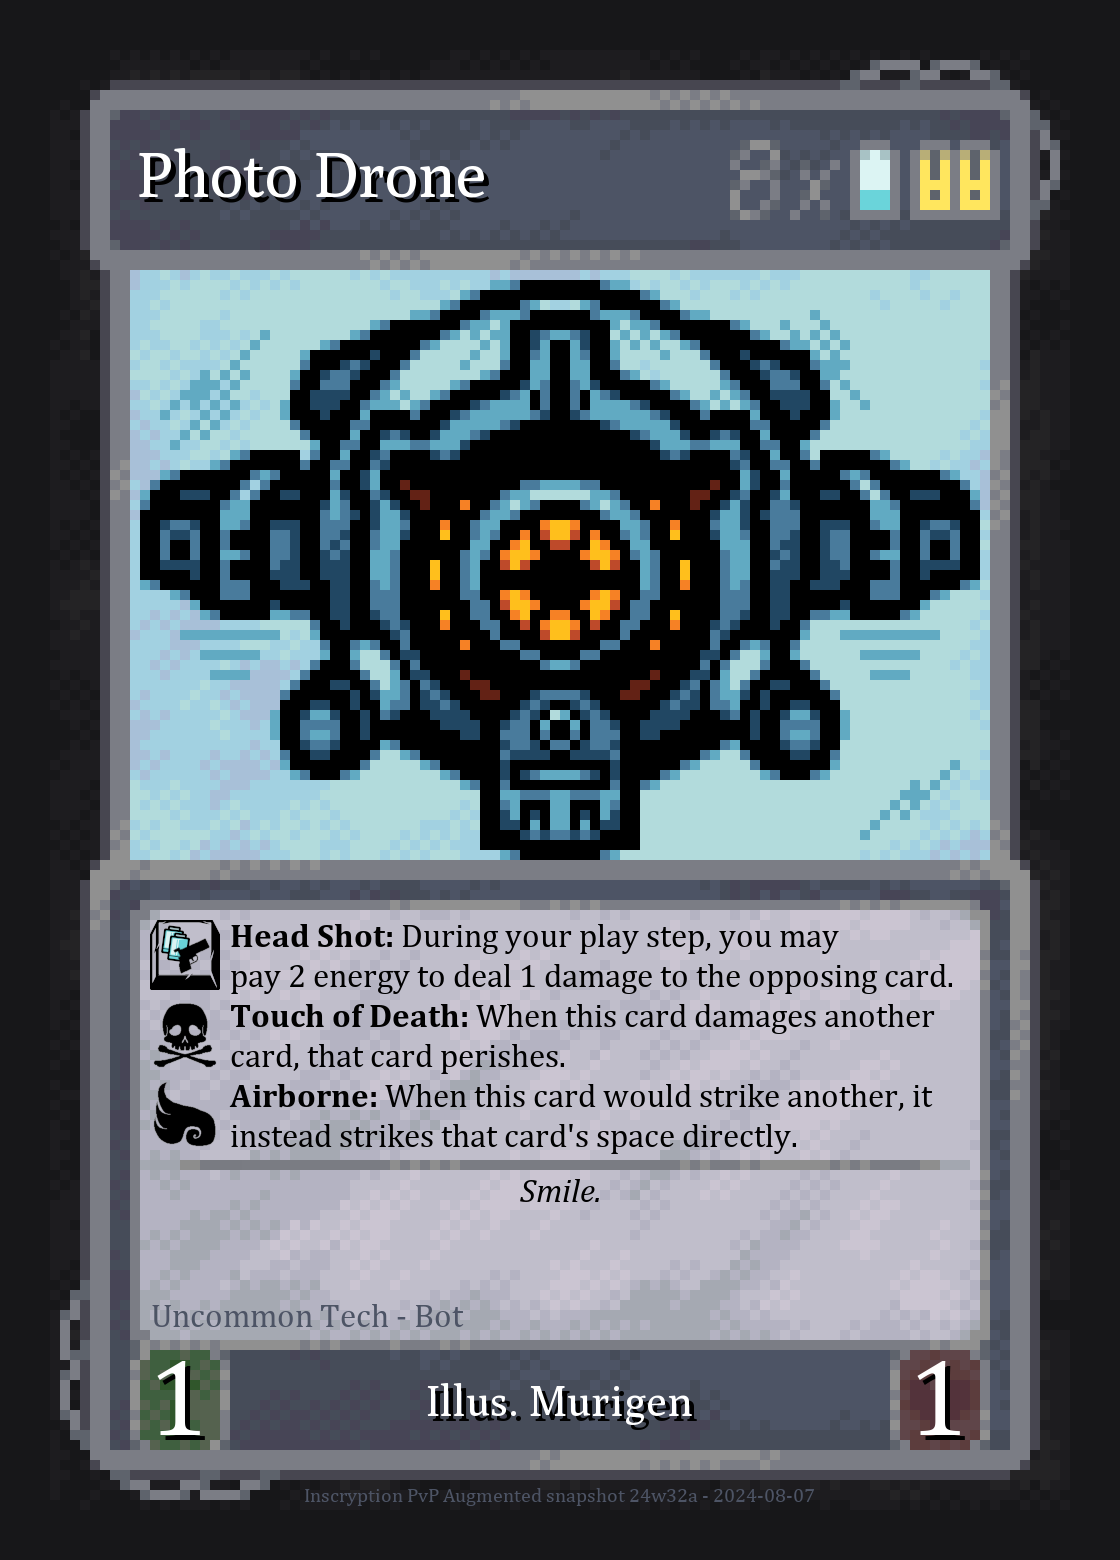 Photo Drone 8x
Head Shot: During your play step, you may
pay 2 energy to deal 1 damage to the opposing card.
Touch of Death: When this card damages another
card, that card perishes.
Airborne: When this card would strike another, it
instead strikes that card's space directly.
Smile.
Uncommon Tech - Bot
1 Illus. Murigen 1
Inscryption PvP Augmented snapshot 24w32a - 2024-08-07